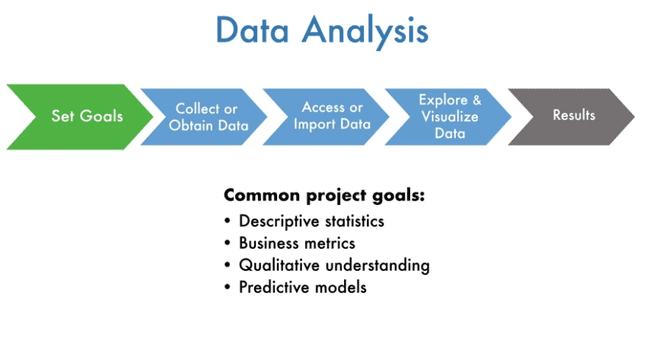 Data Analysis
Set Goals
Collect or
Obtain Data
Access or
Import Data
Explore &
Visualize
Data
Results
Common project goals:
• Descriptive statistics
• Business metrics
• Qualitative understanding
• Predictive models